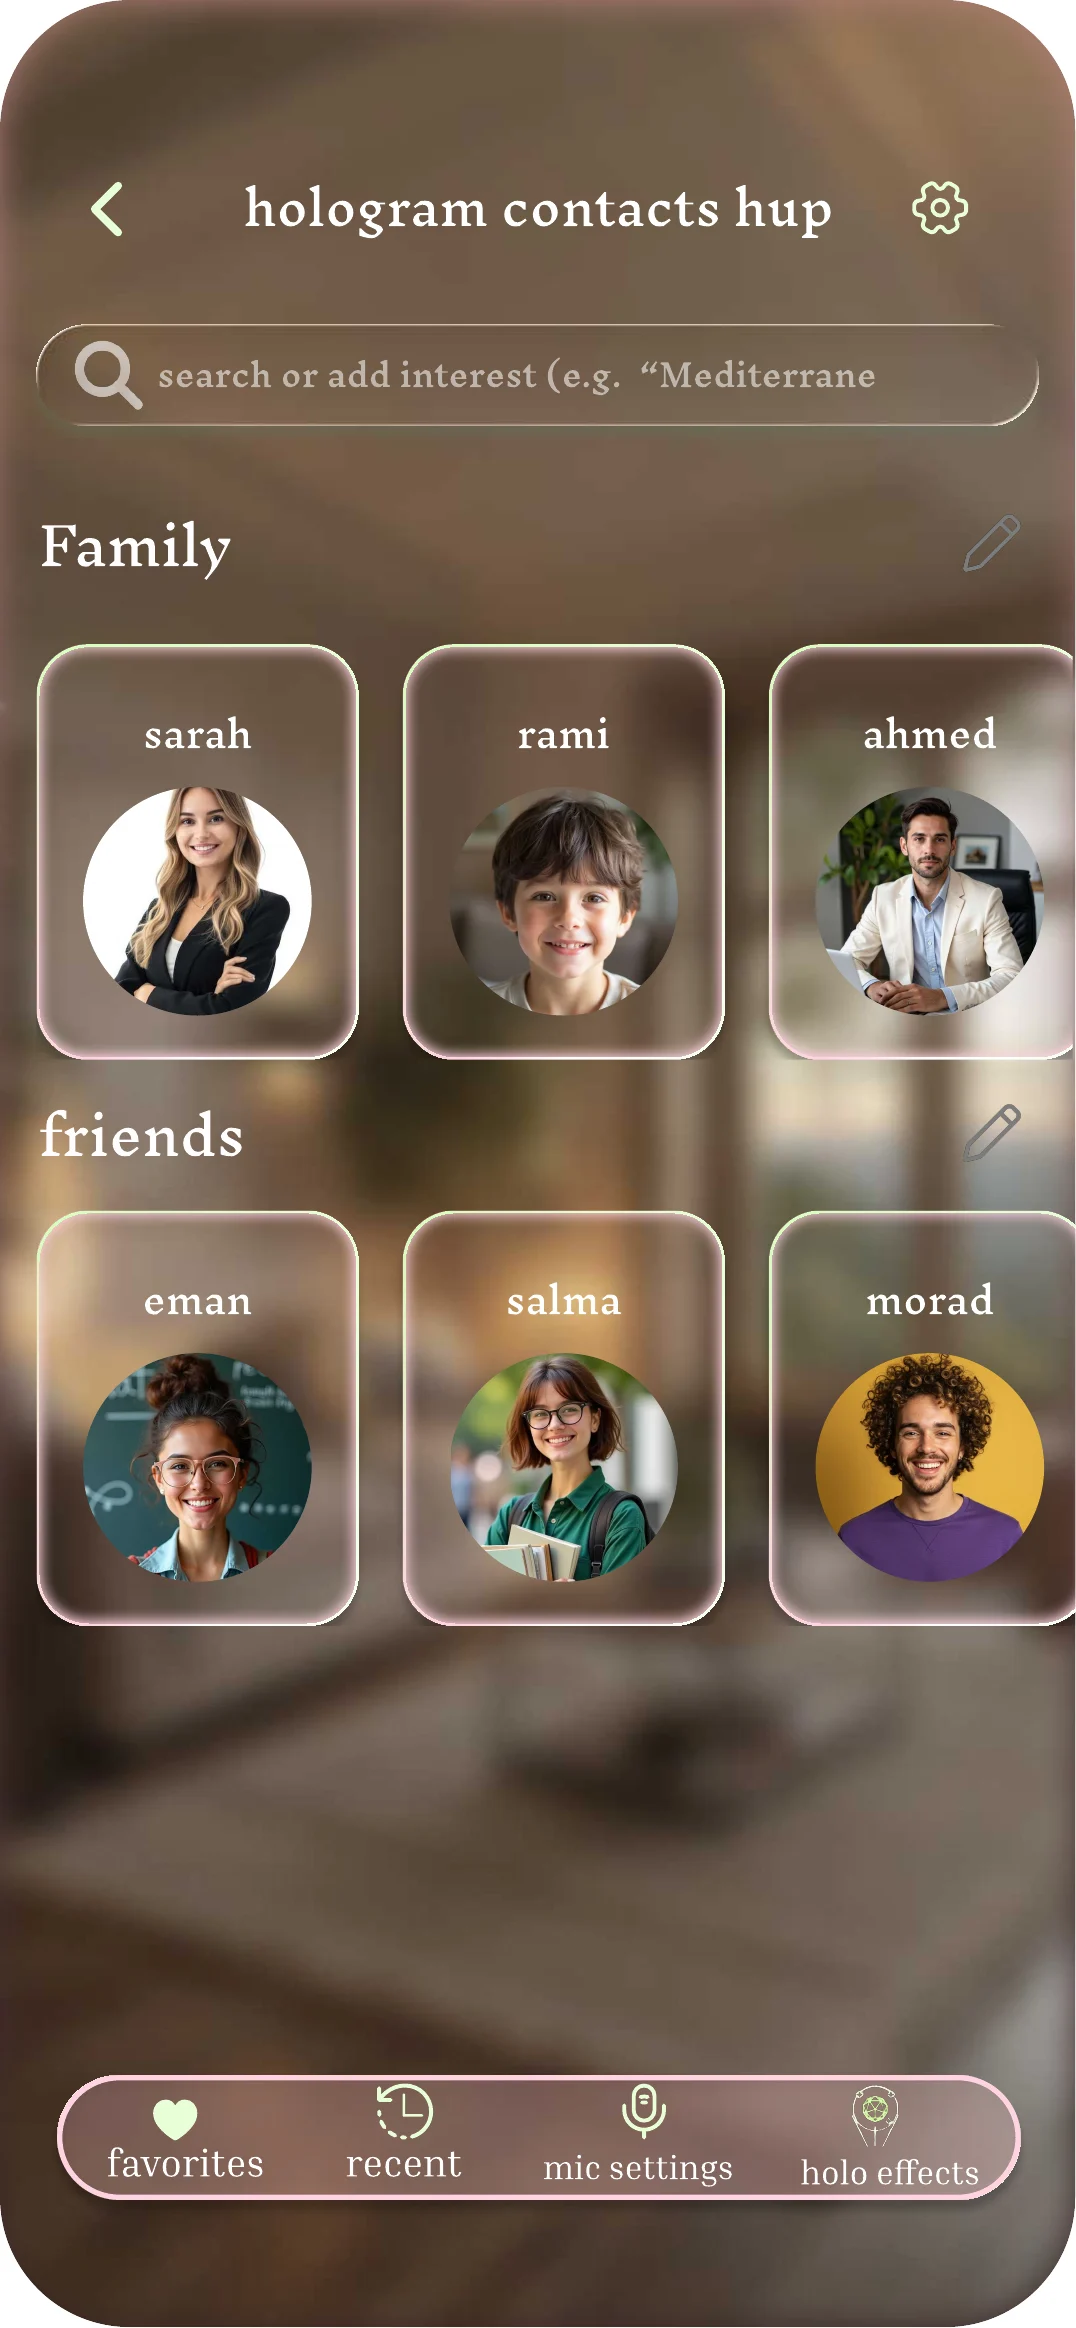 hologram contacts hup
search or add interest (e.g. “Mediterrane
Family
sarah
rami
ahmed
friends
eman
salma
morad
favorites
recent
mic settings
holo effects